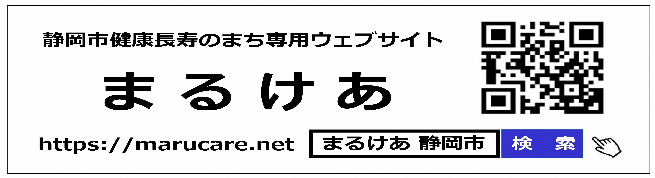 静岡市健康長寿のまち専用ウェブサイト
まるけあ
https://marucare.net まるけあ 静岡市 検 索